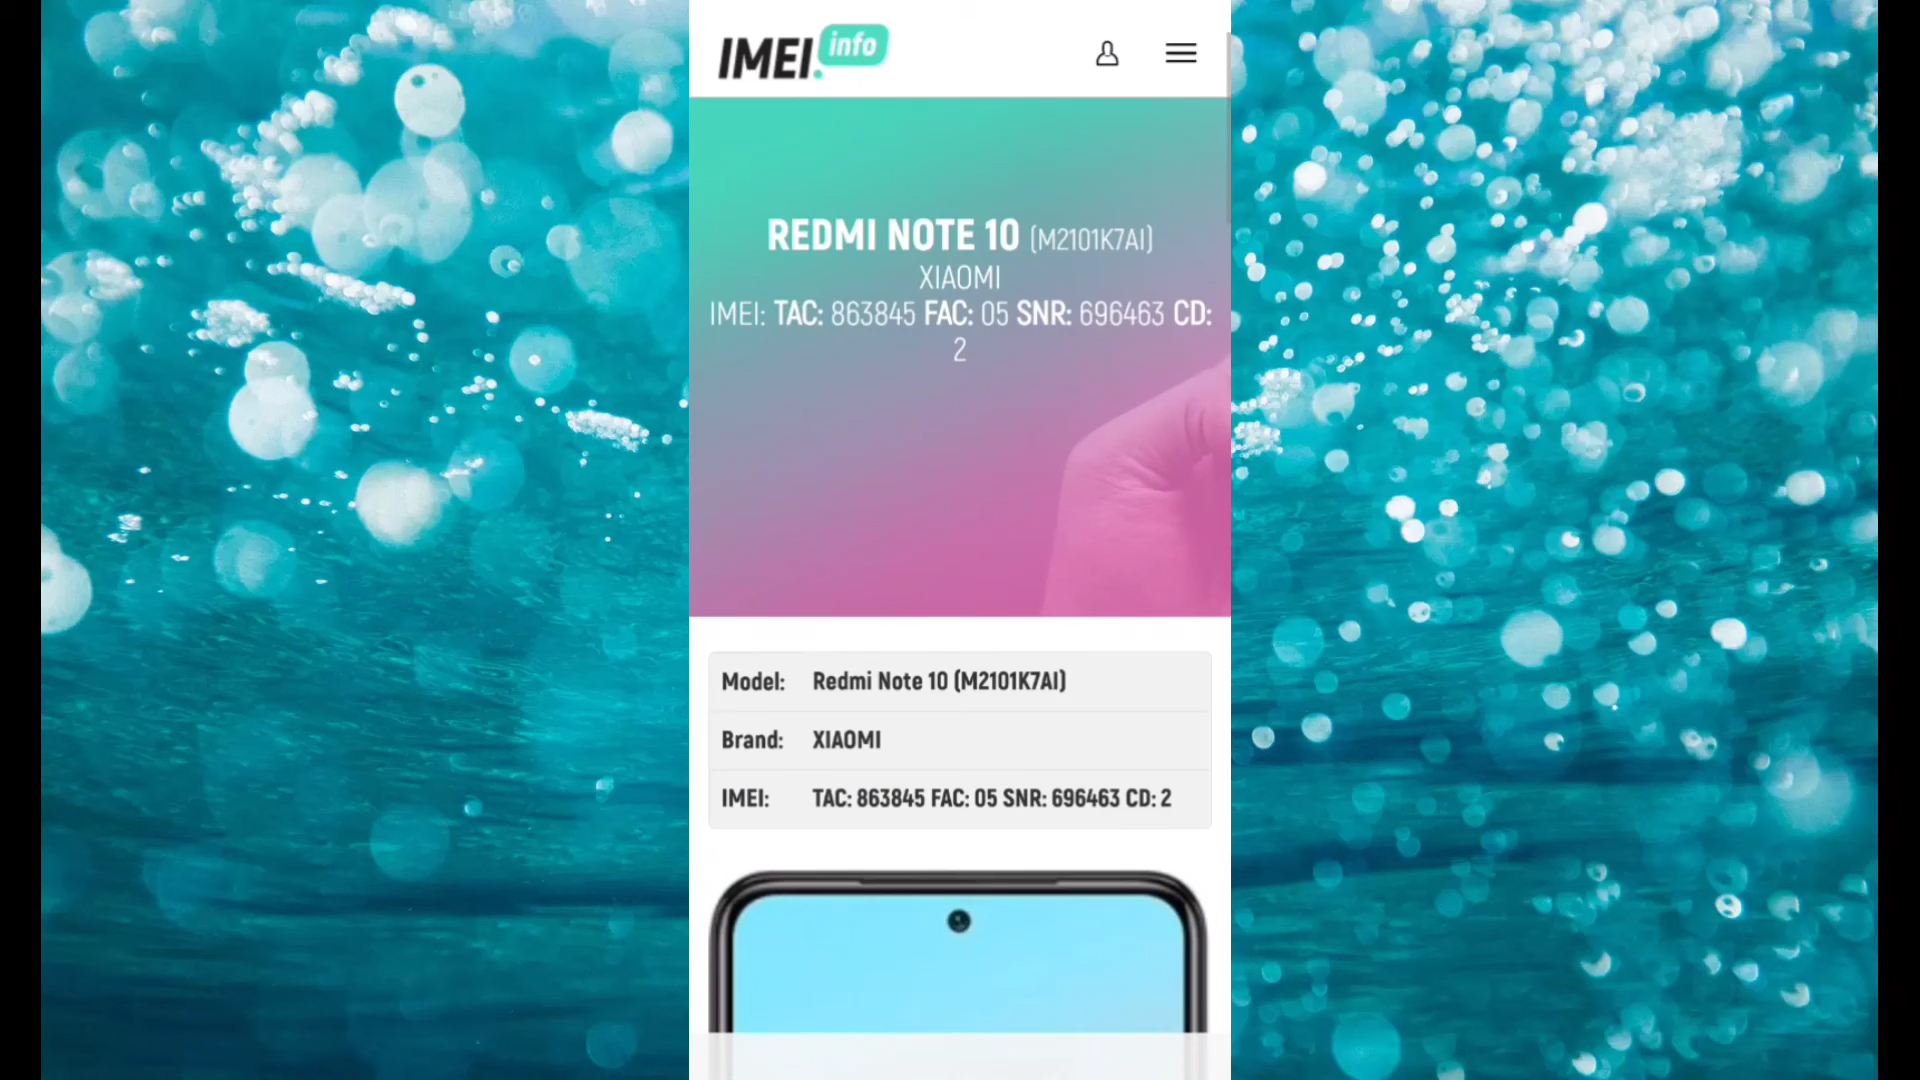 IMEI.info
REDMI NOTE 10 (M2101K7AI)
XIAOMI
IMEI: TAC: 863845 FAC: 05 SNR: 696463 CD:
2
Model: Redmi Note 10 (M2101K7AI)
Brand: XIAOMI
IMEI: TAC: 863845 FAC: 05 SNR: 696463 CD: 2